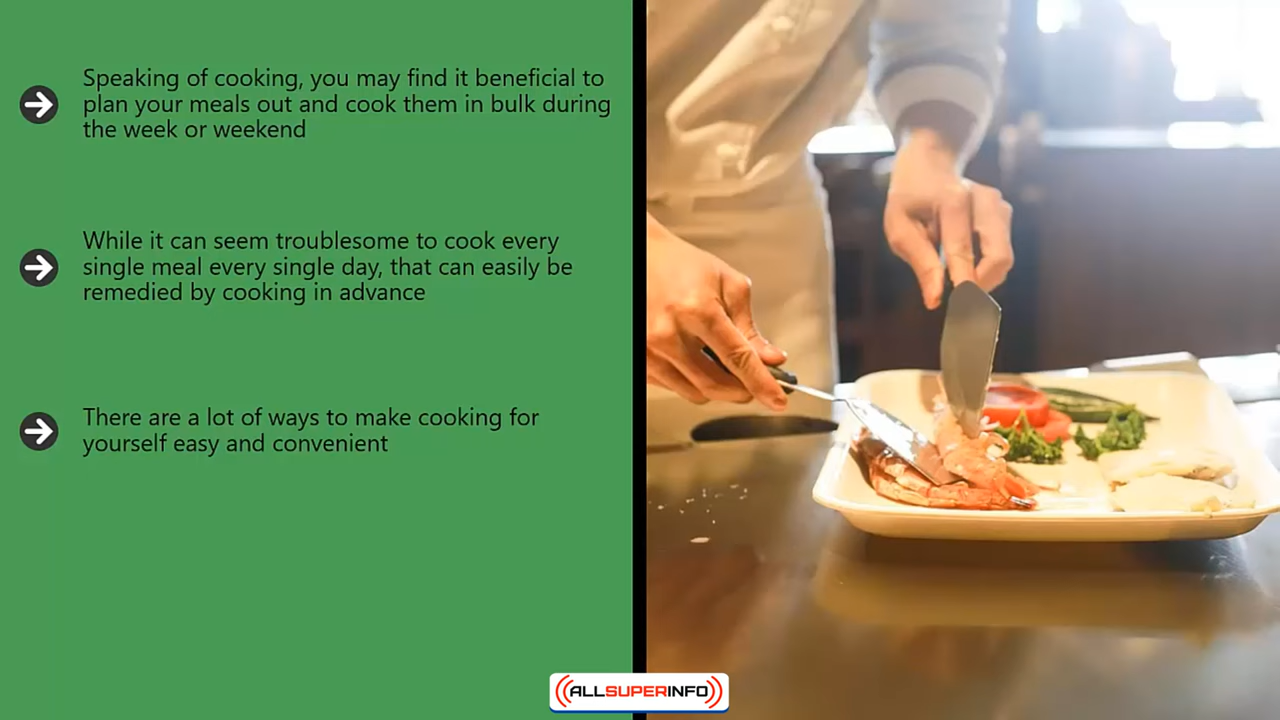 Speaking of cooking, you may find it beneficial to
plan your meals out and cook them in bulk during
the week or weekend
While it can seem troublesome to cook every
single meal every single day, that can easily be
remedied by cooking in advance
There are a lot of ways to make cooking for
yourself easy and convenient
ALLSUPERINFO